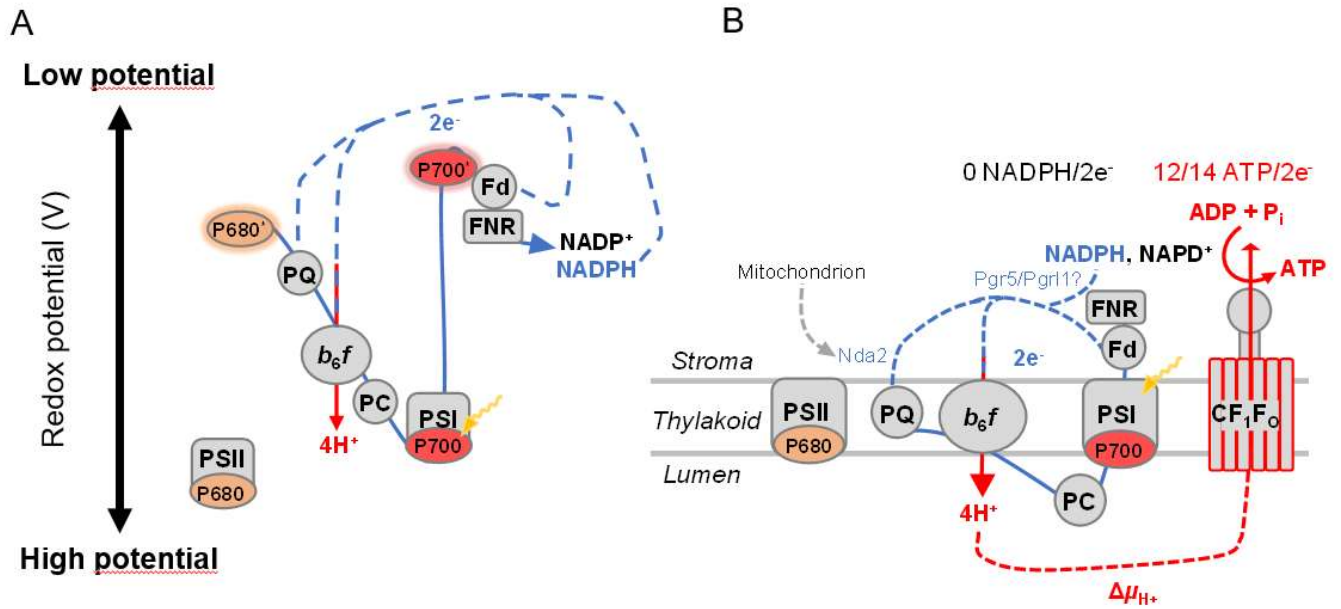 A
Low potential
Redox potential (V)
High potential
2e⁻
P700'
Fd
FNR
NADP⁺
NADPH
P680'
PQ
b₆f
PC
4H⁺
PSI
P700
PSII
P680
B
0 NADPH/2e⁻
12/14 ATP/2e⁻
ADP + Pᵢ
ATP
NADPH, NAPD⁺
Mitochondrion
Pgr5/Pgrl1?
FNR
Nda2
2e⁻
Fd
Stroma
Thylakoid
Lumen
PSII
P680
PQ
b₆f
PSI
P700
CF₁F₀
PC
4H⁺
Δμ_H+